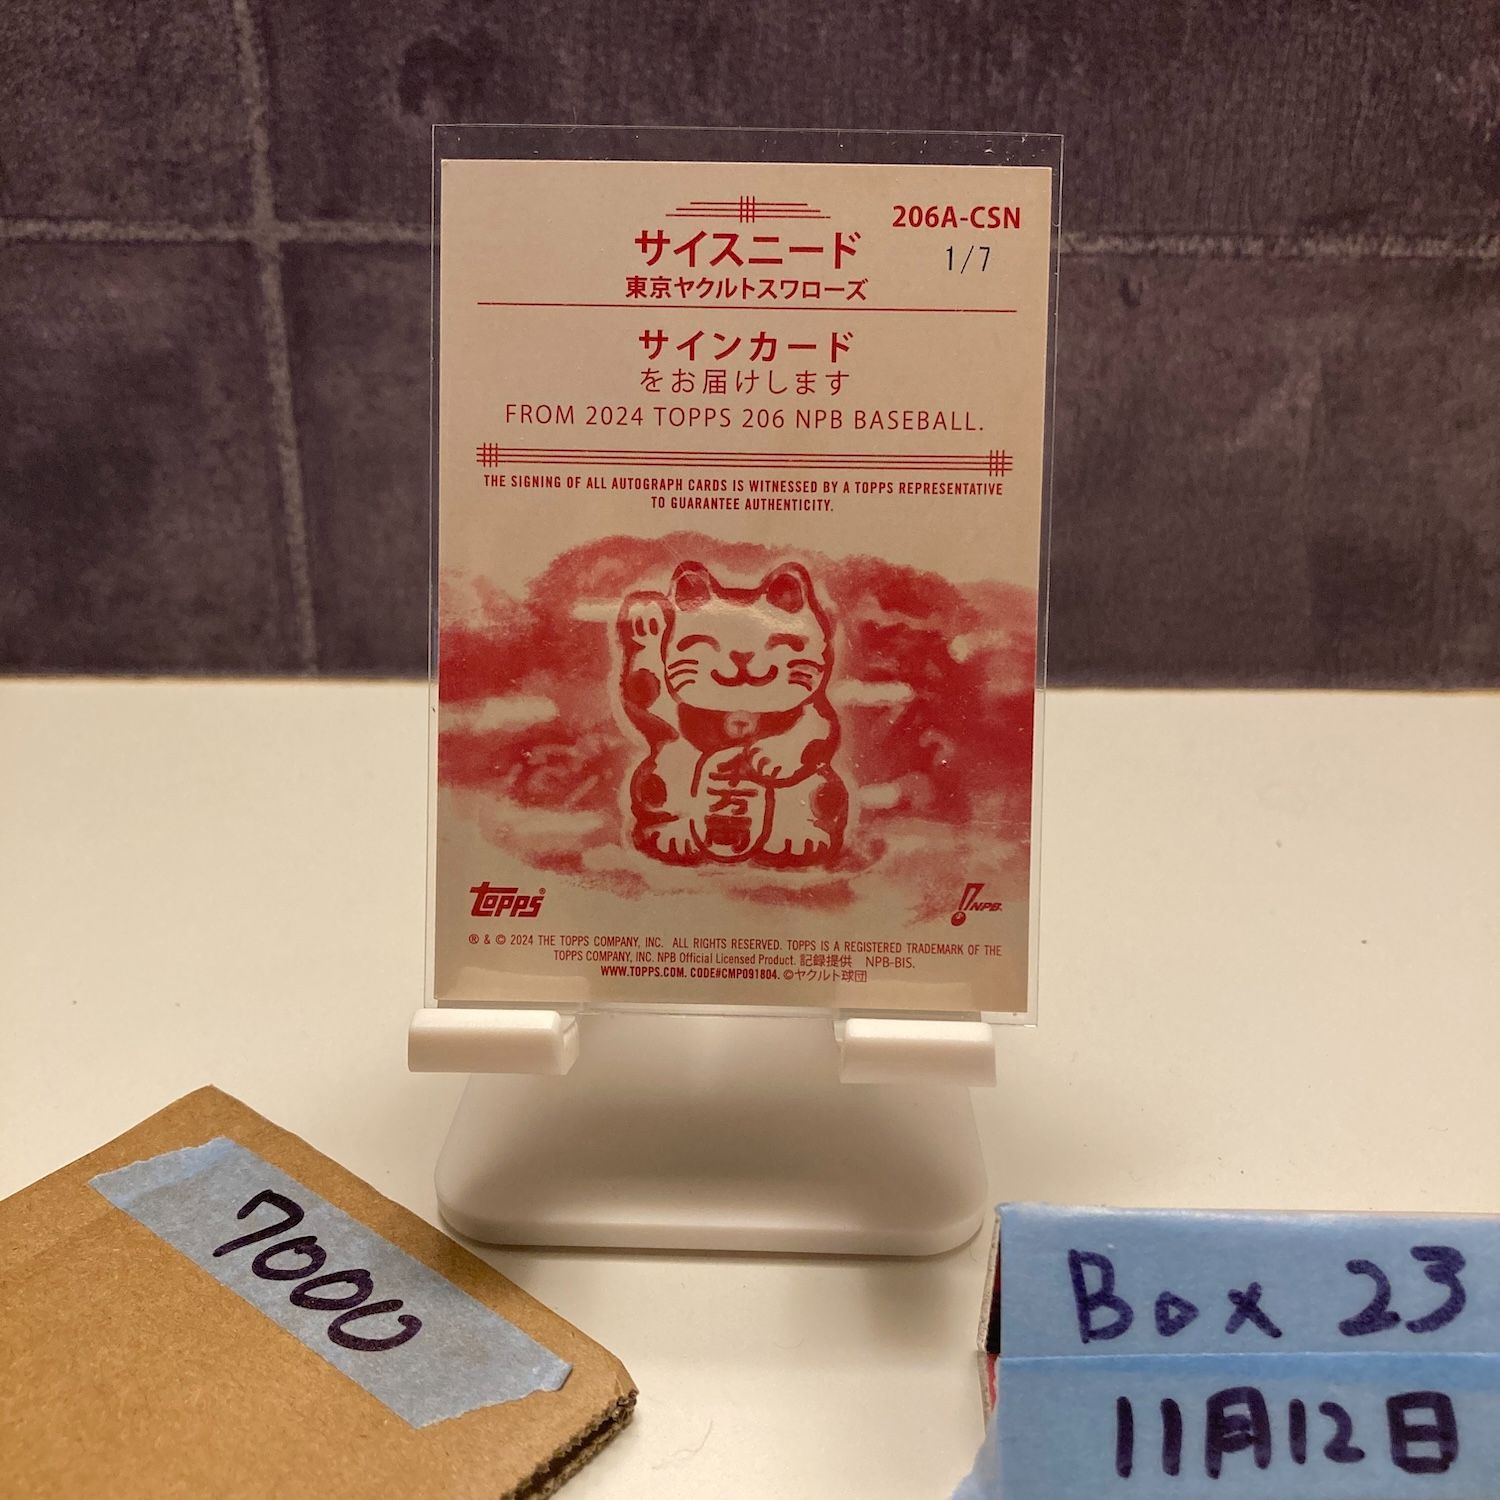 206A-CSN
1/7
サイスニード
東京ヤクルトスワローズ
サインカード
をお届けします
FROM 2024 TOPPS 206 NPB BASEBALL.
THE SIGNING OF ALL AUTOGRAPH CARDS IS WITNESSED BY A TOPPS REPRESENTATIVE
TO GUARANTEE AUTHENTICITY.
千万両
Topps®
NPB
® & © 2024 THE TOPPS COMPANY, INC. ALL RIGHTS RESERVED. TOPPS IS A REGISTERED TRADEMARK OF THE
TOPPS COMPANY, INC. NPB Official Licensed Product. 記録提供 NPB-BIS.
WWW.TOPPS.COM. CODE#CMP091804. ©ヤクルト球団
7000
Box 23
11月12日